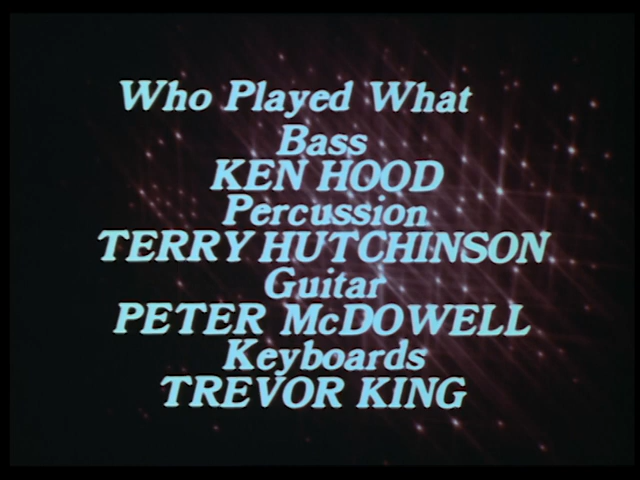 Who Played What
Bass
KEN HOOD
Percussion
TERRY HUTCHINSON
Guitar
PETER McDOWELL
Keyboards
TREVOR KING